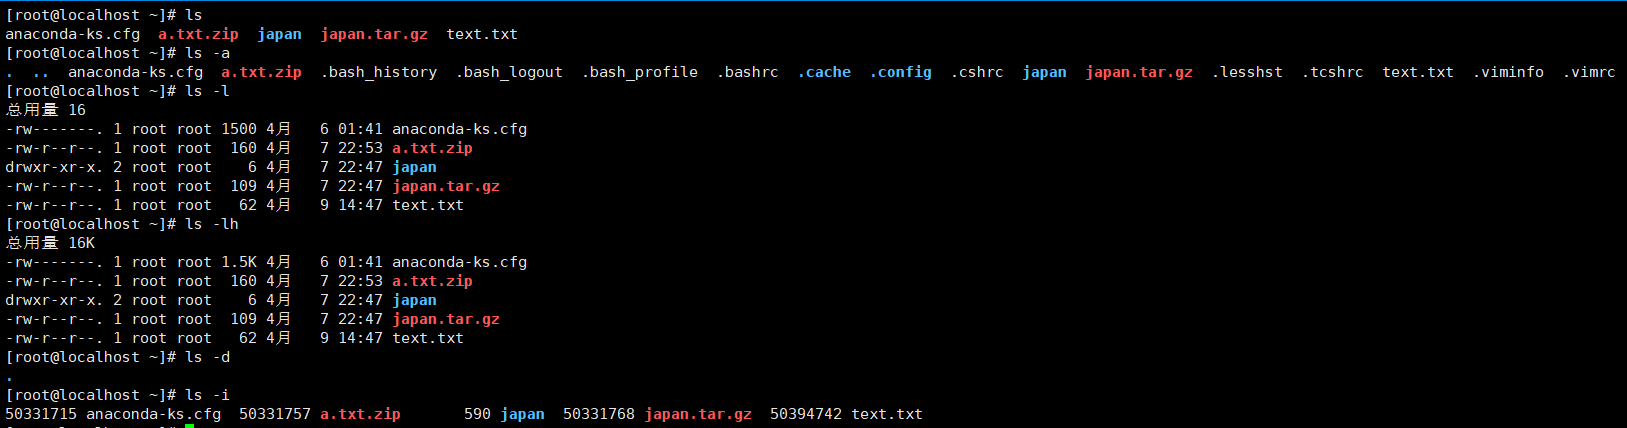 [root@localhost ~]# ls
anaconda-ks.cfg  a.txt.zip  japan  japan.tar.gz  text.txt
[root@localhost ~]# ls -a
.  ..  anaconda-ks.cfg  a.txt.zip  .bash_history  .bash_logout  .bash_profile  .bashrc  .cache  .config  .cshrc  japan  japan.tar.gz  .lesshst  .tcshrc  text.txt  .viminfo  .vimrc
[root@localhost ~]# ls -l
总用量 16
-rw-------. 1 root root 1500 4月   6 01:41 anaconda-ks.cfg
-rw-r--r--. 1 root root  160 4月   7 22:53 a.txt.zip
drwxr-xr-x. 2 root root    6 4月   7 22:47 japan
-rw-r--r--. 1 root root  109 4月   7 22:47 japan.tar.gz
-rw-r--r--. 1 root root   62 4月   9 14:47 text.txt
[root@localhost ~]# ls -lh
总用量 16K
-rw-------. 1 root root 1.5K 4月   6 01:41 anaconda-ks.cfg
-rw-r--r--. 1 root root  160 4月   7 22:53 a.txt.zip
drwxr-xr-x. 2 root root    6 4月   7 22:47 japan
-rw-r--r--. 1 root root  109 4月   7 22:47 japan.tar.gz
-rw-r--r--. 1 root root   62 4月   9 14:47 text.txt
[root@localhost ~]# ls -d
.
[root@localhost ~]# ls -i
50331715 anaconda-ks.cfg  50331757 a.txt.zip       590 japan  50331768 japan.tar.gz  50394742 text.txt
[root@localhost ~]#